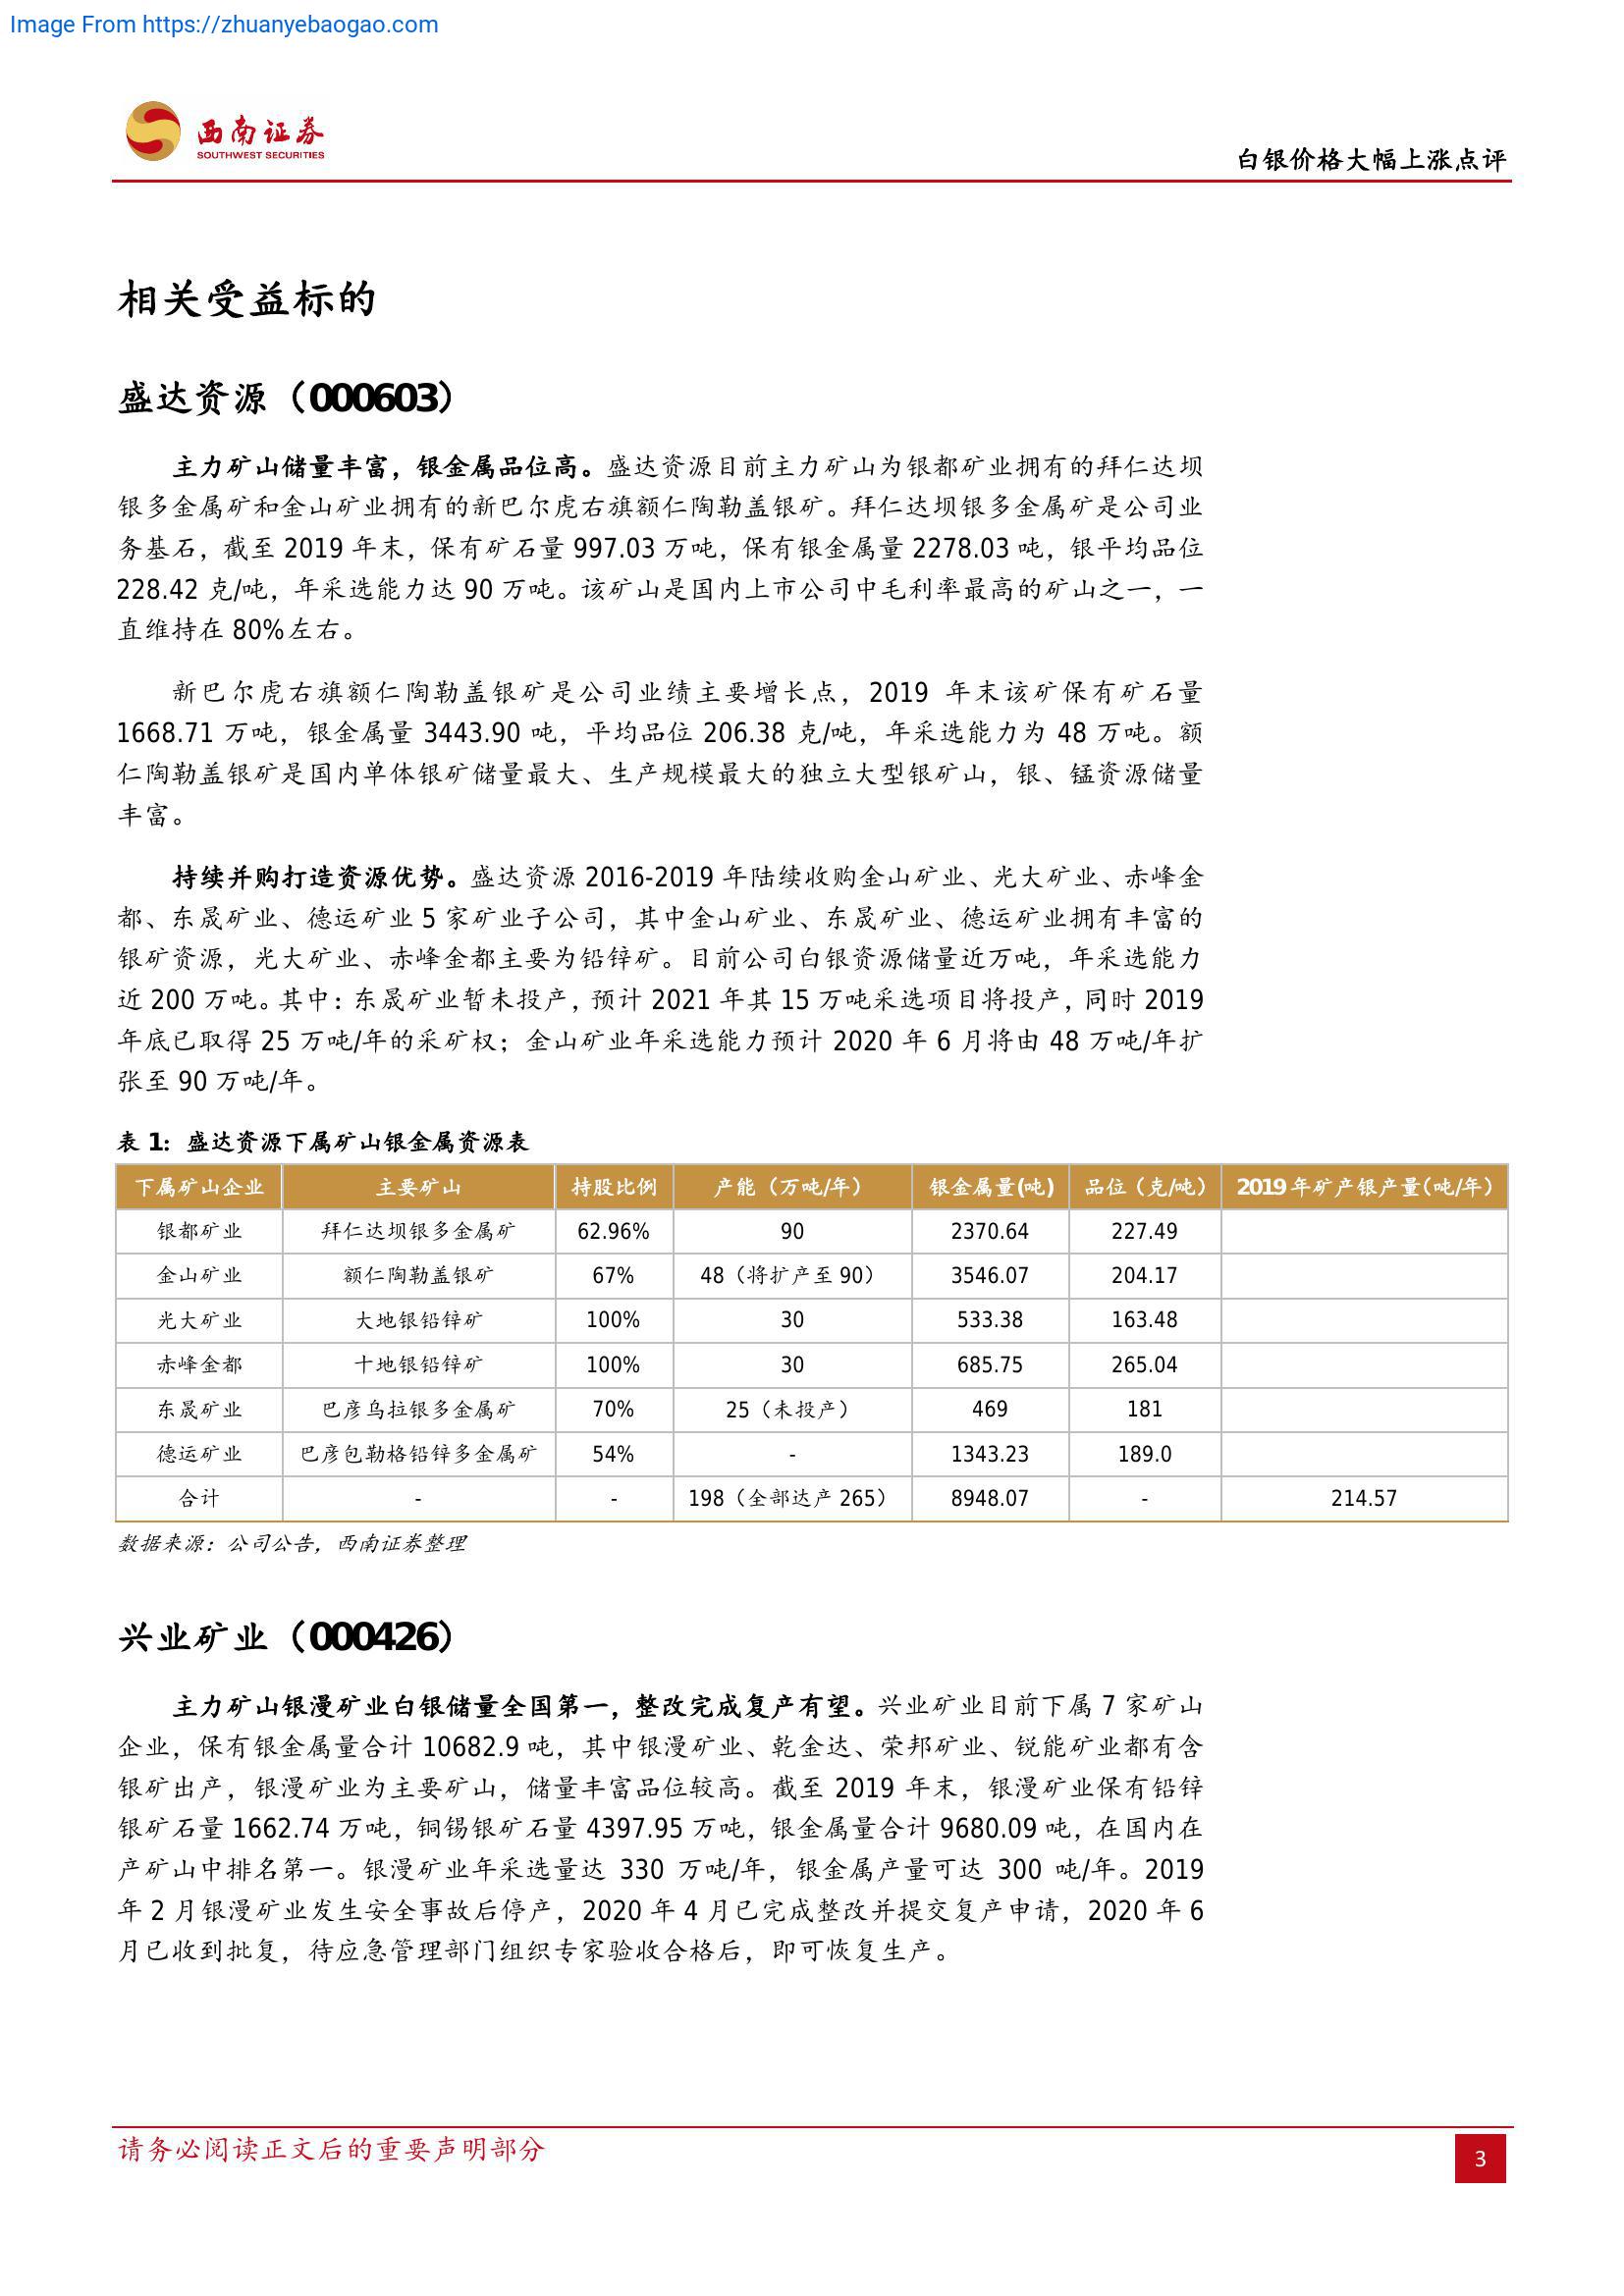 Image From https://zhuanyebaogao.com
西南证券
SOUTHWEST SECURITIES
白银价格大幅上涨点评
相关受益标的
盛达资源（000603）
主力矿山储量丰富，银金属品位高。盛达资源目前主力矿山为银都矿业拥有的拜仁达坝
银多金属矿和金山矿业拥有的新巴尔虎右旗额仁陶勒盖银矿。拜仁达坝银多金属矿是公司业
务基石，截至 2019 年末，保有矿石量 997.03 万吨，保有银金属量 2278.03 吨，银平均品位
228.42 克/吨，年采选能力达 90 万吨。该矿山是国内上市公司中毛利率最高的矿山之一，一
直维持在 80%左右。
新巴尔虎右旗额仁陶勒盖银矿是公司业绩主要增长点，2019 年末该矿保有矿石量
1668.71 万吨，银金属量 3443.90 吨，平均品位 206.38 克/吨，年采选能力为 48 万吨。额
仁陶勒盖银矿是国内单体银矿储量最大、生产规模最大的独立大型银矿山，银、锰资源储量
丰富。
持续并购打造资源优势。盛达资源 2016-2019 年陆续收购金山矿业、光大矿业、赤峰金
都、东晟矿业、德运矿业 5 家矿业子公司，其中金山矿业、东晟矿业、德运矿业拥有丰富的
银矿资源，光大矿业、赤峰金都主要为铅锌矿。目前公司白银资源储量近万吨，年采选能力
近 200 万吨。其中：东晟矿业暂未投产，预计 2021 年其 15 万吨采选项目将投产，同时 2019
年底已取得 25 万吨/年的采矿权；金山矿业年采选能力预计 2020 年 6 月将由 48 万吨/年扩
张至 90 万吨/年。
表 1：盛达资源下属矿山银金属资源表
下属矿山企业 主要矿山 持股比例 产能（万吨/年） 银金属量(吨) 品位（克/吨） 2019 年矿产银产量（吨/年）
银都矿业 拜仁达坝银多金属矿 62.96% 90 2370.64 227.49
金山矿业 额仁陶勒盖银矿 67% 48（将扩产至 90） 3546.07 204.17
光大矿业 大地银铅锌矿 100% 30 533.38 163.48
赤峰金都 十地银铅锌矿 100% 30 685.75 265.04
东晟矿业 巴彦乌拉银多金属矿 70% 25（未投产） 469 181
德运矿业 巴彦包勒格铅锌多金属矿 54% - 1343.23 189.0
合计 - - 198（全部达产 265） 8948.07 - 214.57
数据来源：公司公告，西南证券整理
兴业矿业（000426）
主力矿山银漫矿业白银储量全国第一，整改完成复产有望。兴业矿业目前下属 7 家矿山
企业，保有银金属量合计 10682.9 吨，其中银漫矿业、乾金达、荣邦矿业、锐能矿业都有含
银矿出产，银漫矿业为主要矿山，储量丰富品位较高。截至 2019 年末，银漫矿业保有铅锌
银矿石量 1662.74 万吨，铜锡银矿石量 4397.95 万吨，银金属量合计 9680.09 吨，在国内在
产矿山中排名第一。银漫矿业年采选量达 330 万吨/年，银金属产量可达 300 吨/年。2019
年 2 月银漫矿业发生安全事故后停产，2020 年 4 月已完成整改并提交复产申请，2020 年 6
月已收到批复，待应急管理部门组织专家验收合格后，即可恢复生产。
请务必阅读正文后的重要声明部分
3